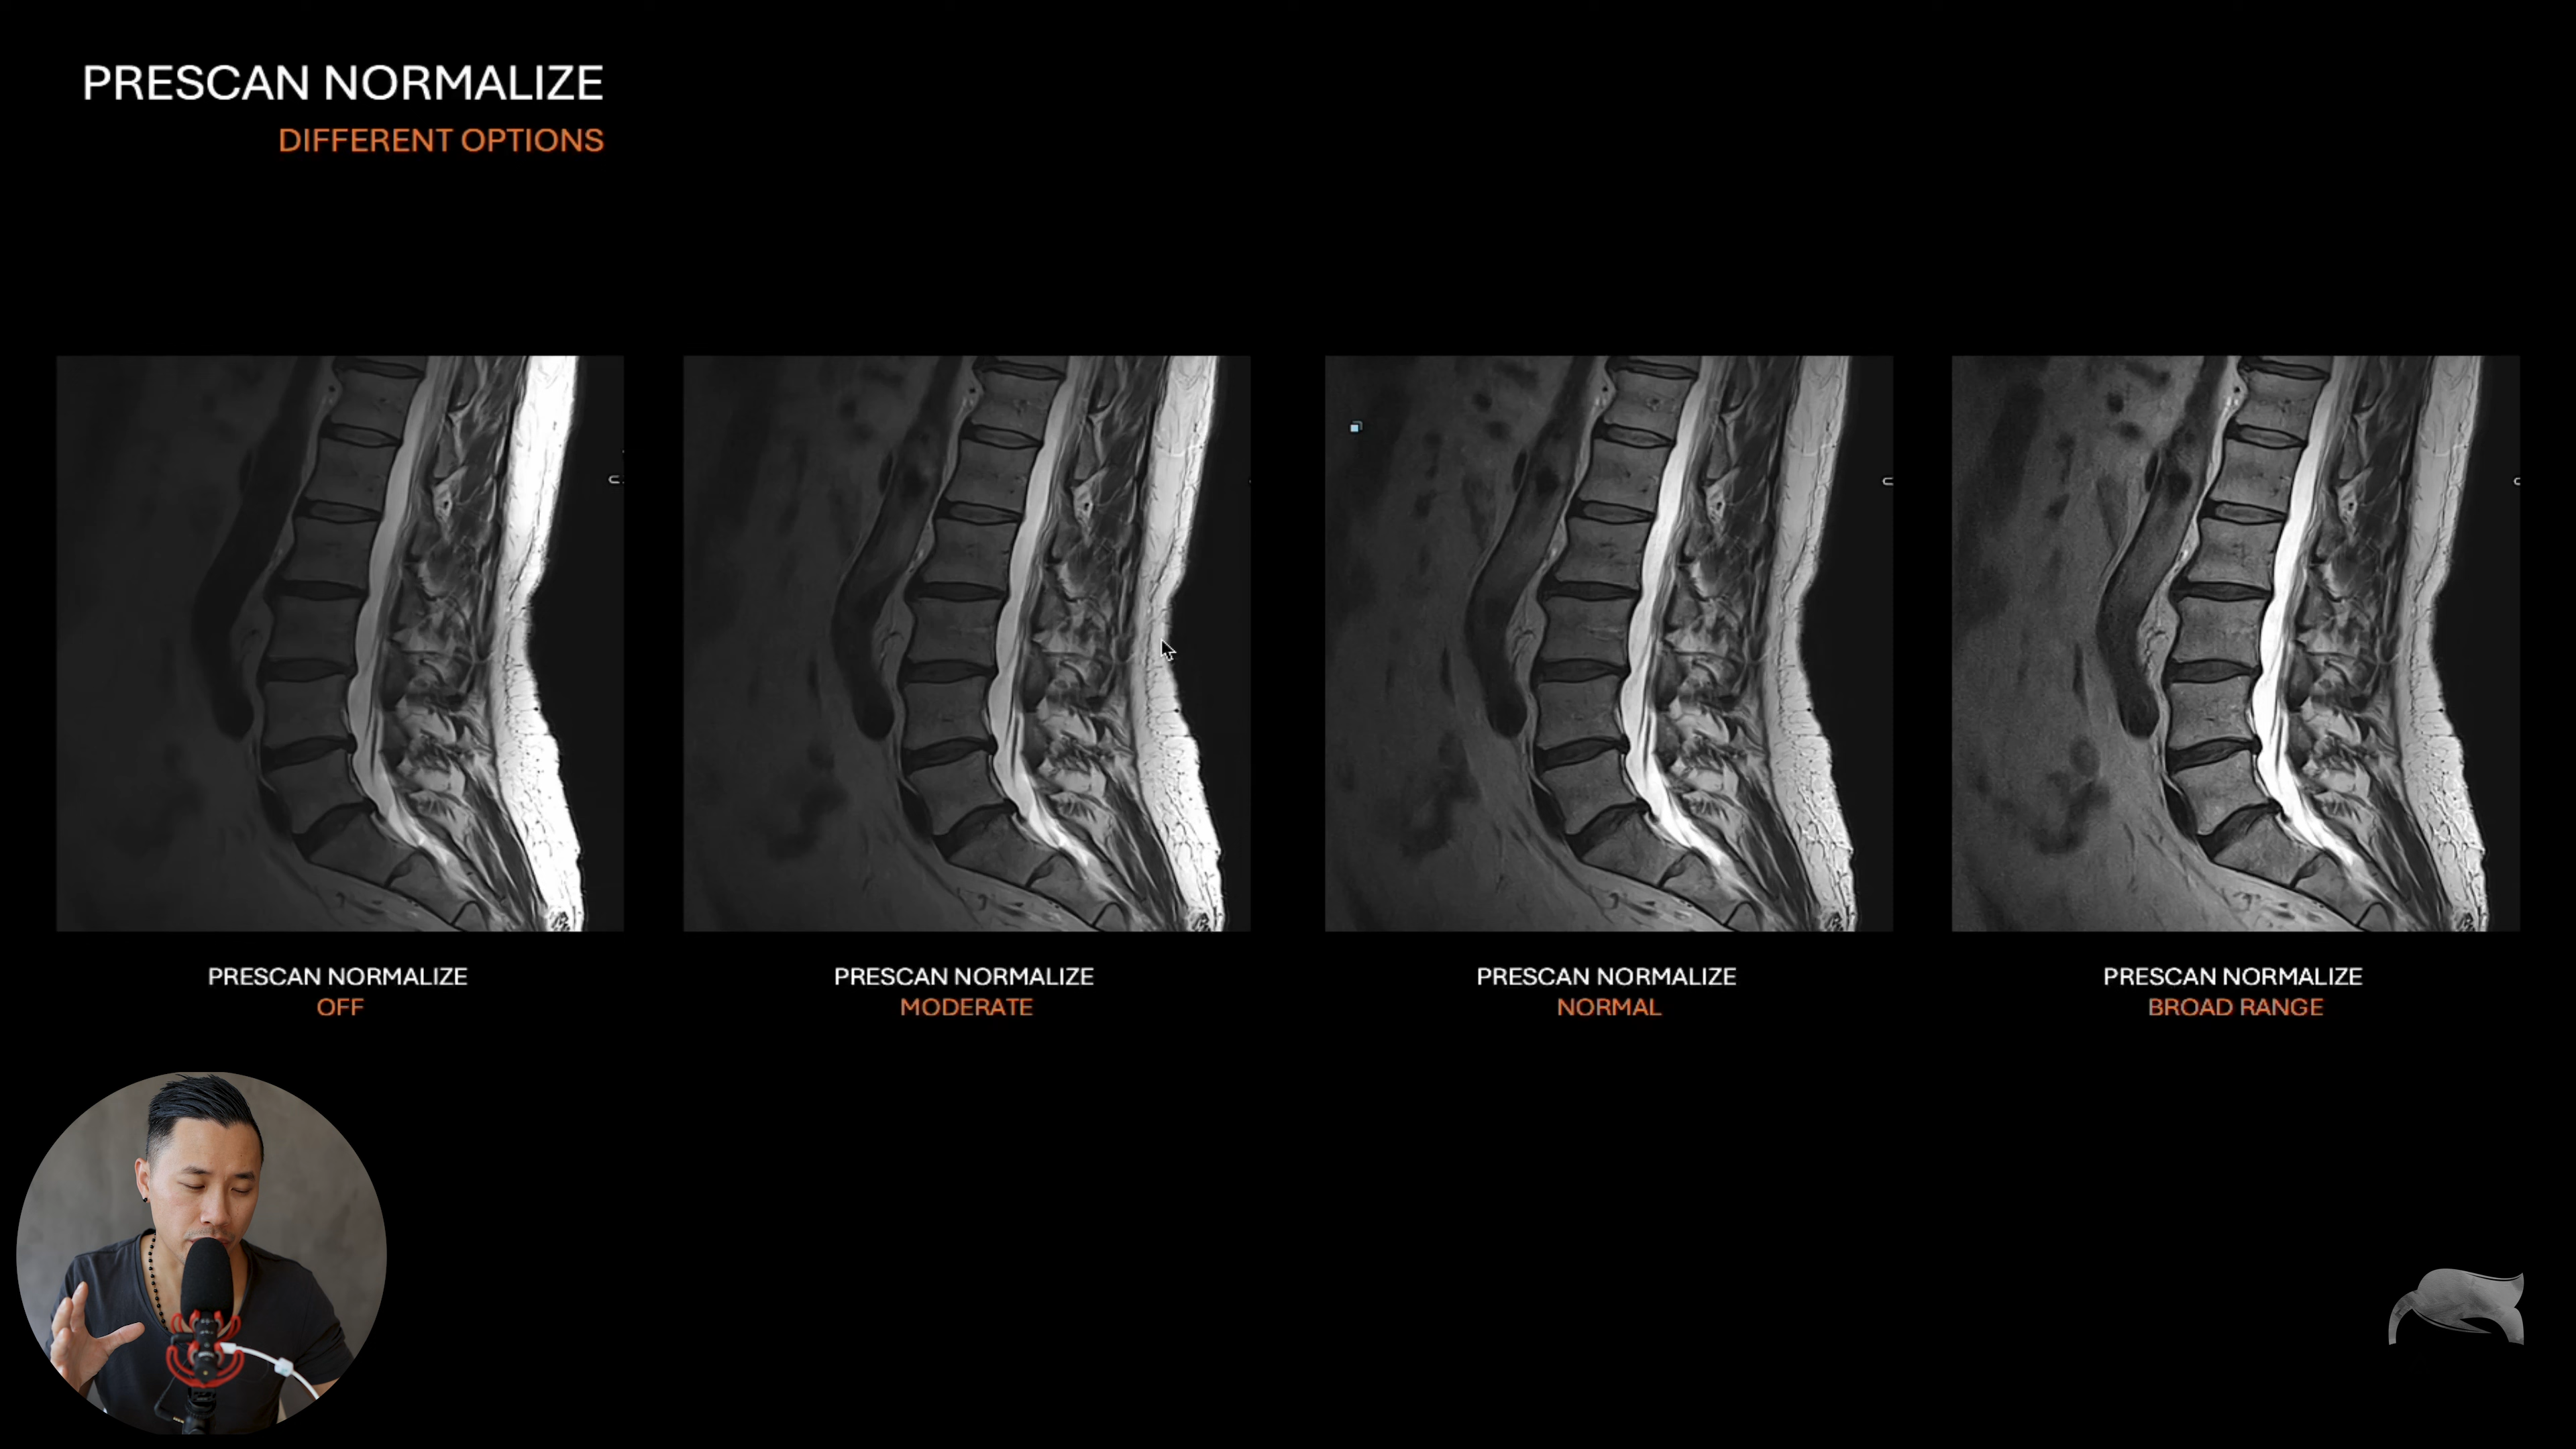 PRESCAN NORMALIZE
DIFFERENT OPTIONS
PRESCAN NORMALIZE
OFF
PRESCAN NORMALIZE
MODERATE
PRESCAN NORMALIZE
NORMAL
PRESCAN NORMALIZE
BROAD RANGE